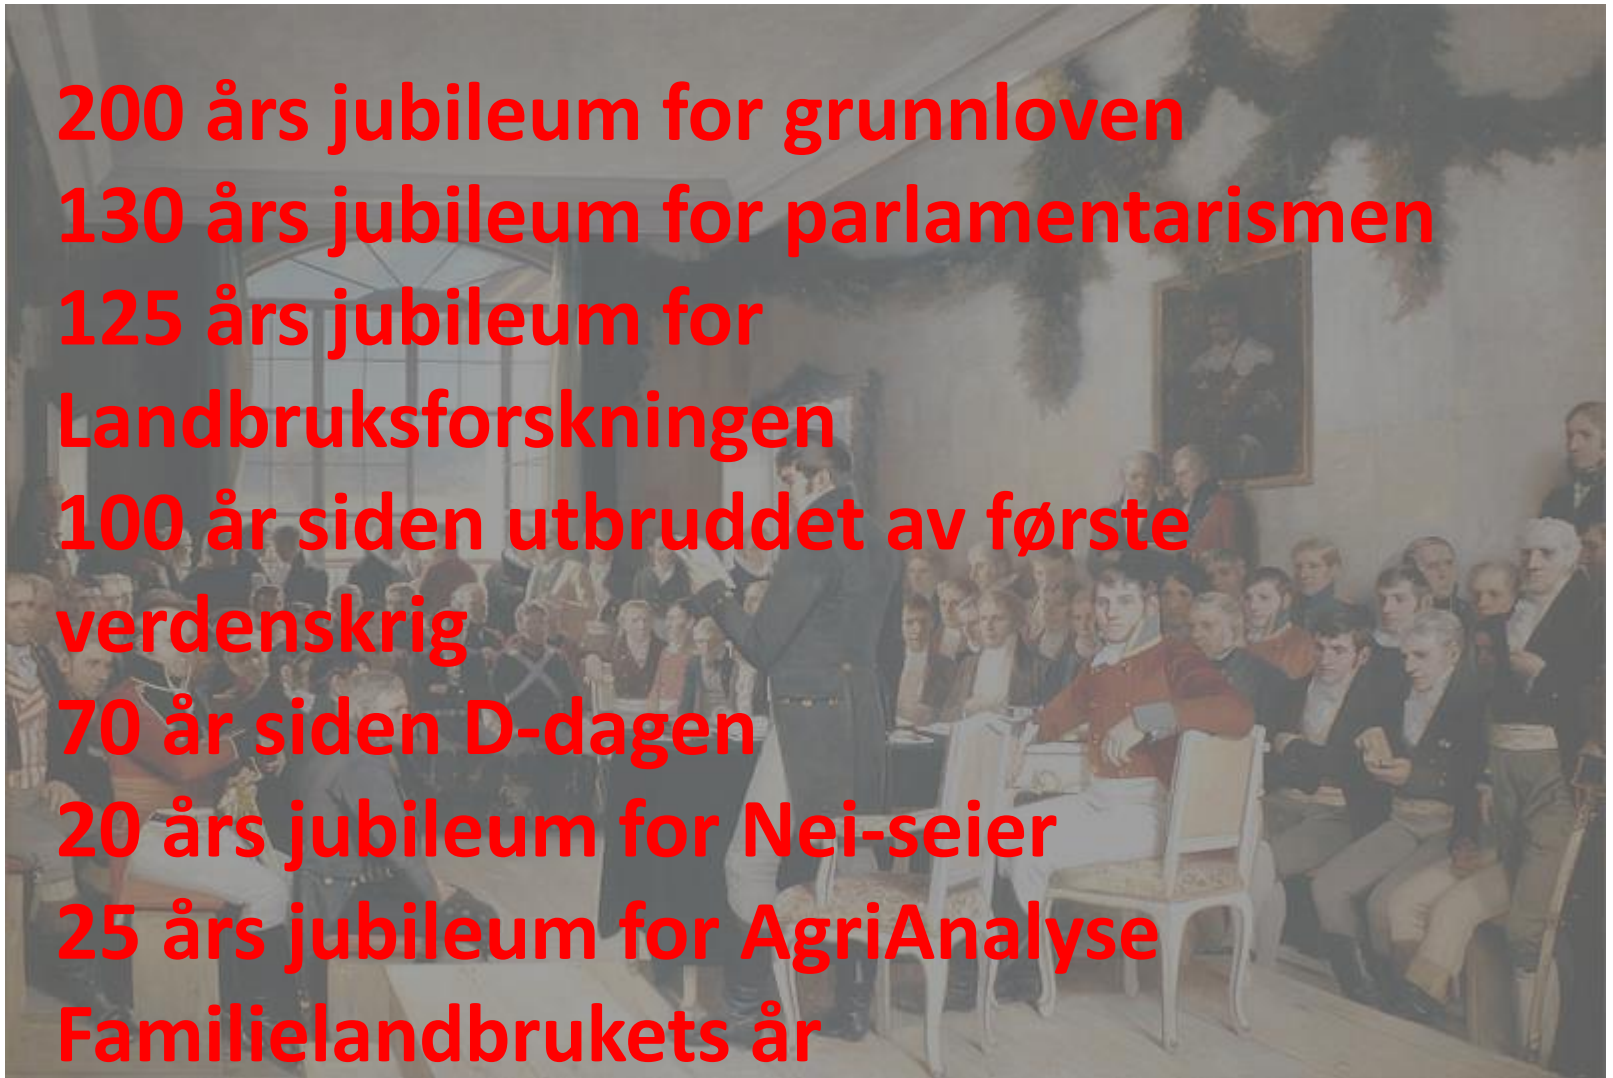 200 års jubileum for grunnloven
130 års jubileum for parlamentarismen
125 års jubileum for
Landbruksforskningen
100 år siden utbruddet av første
verdenskrig
70 år siden D-dagen
20 års jubileum for Nei-seier
25 års jubileum for AgriAnalyse
Familielandbrukets år